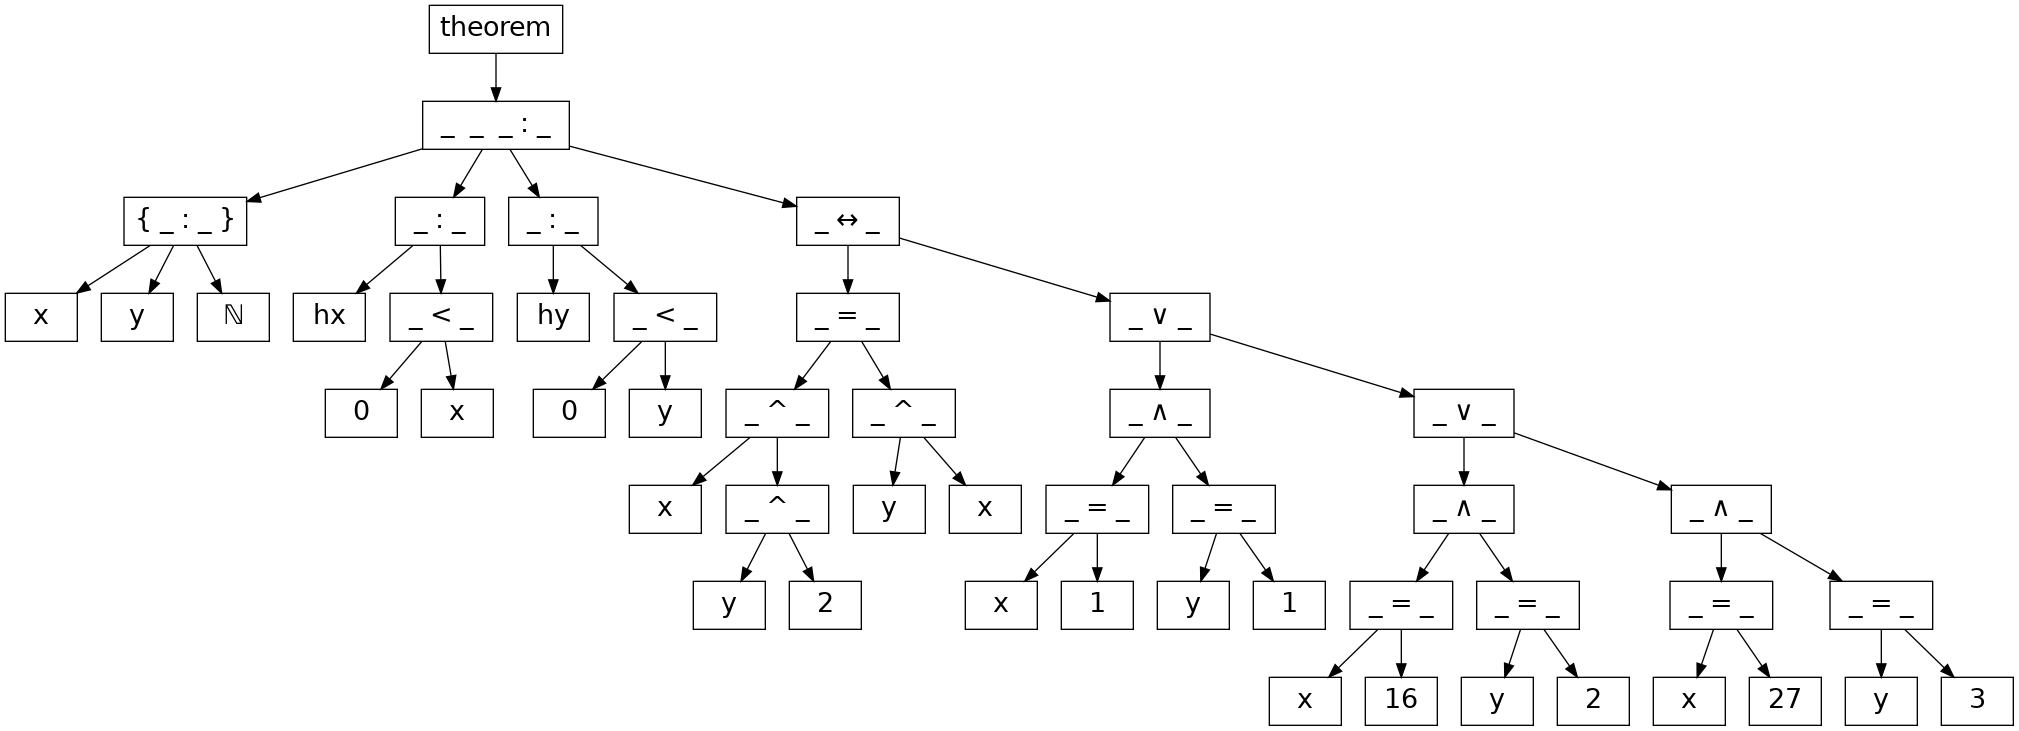 theorem
_ _ _ : _
{ _ : _ } _ : _ _ : _ _ ↔ _
x y ℕ hx _ < _ hy _ < _ _ = _ _ ∨ _
0 x 0 y _ ^ _ _ ^ _ _ ∧ _ _ ∨ _
x _ ^ _ y x _ = _ _ = _ _ ∧ _ _ ∧ _
y 2 x 1 y 1 _ = _ _ = _ _ = _ _ = _
x 16 y 2 x 27 y 3